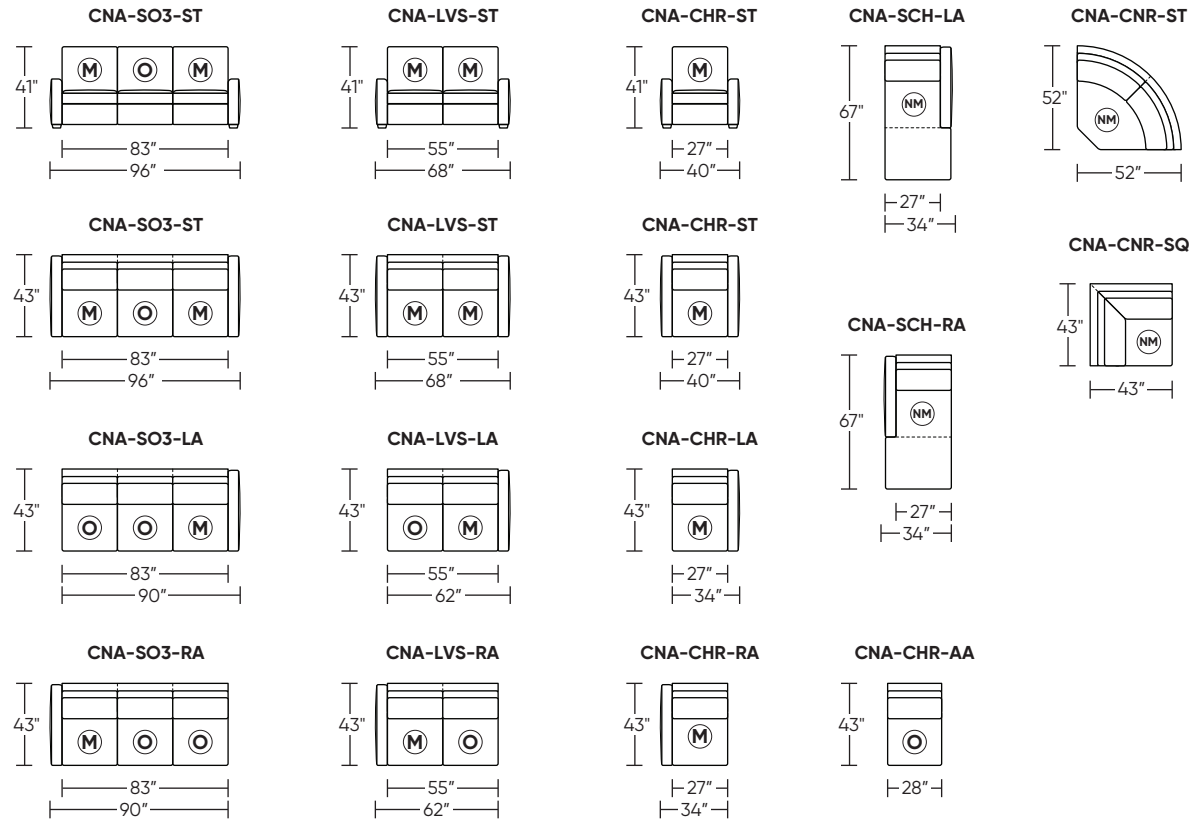 CNA-SO3-ST
41"
M
O
M
83"
96"
CNA-LVS-ST
41"
M
M
55"
68"
CNA-CHR-ST
41"
M
27"
40"
CNA-SCH-LA
67"
NM
27"
34"
CNA-CNR-ST
52"
NM
52"
CNA-SO3-ST
43"
M
O
M
83"
96"
CNA-LVS-ST
43"
M
M
55"
68"
CNA-CHR-ST
43"
M
27"
40"
CNA-CNR-SQ
43"
NM
43"
CNA-SCH-RA
67"
NM
27"
34"
CNA-SO3-LA
43"
O
O
M
83"
90"
CNA-LVS-LA
43"
O
M
55"
62"
CNA-CHR-LA
43"
M
27"
34"
CNA-SO3-RA
43"
M
O
O
83"
90"
CNA-LVS-RA
43"
M
O
55"
62"
CNA-CHR-RA
43"
M
27"
34"
CNA-CHR-AA
43"
O
28"